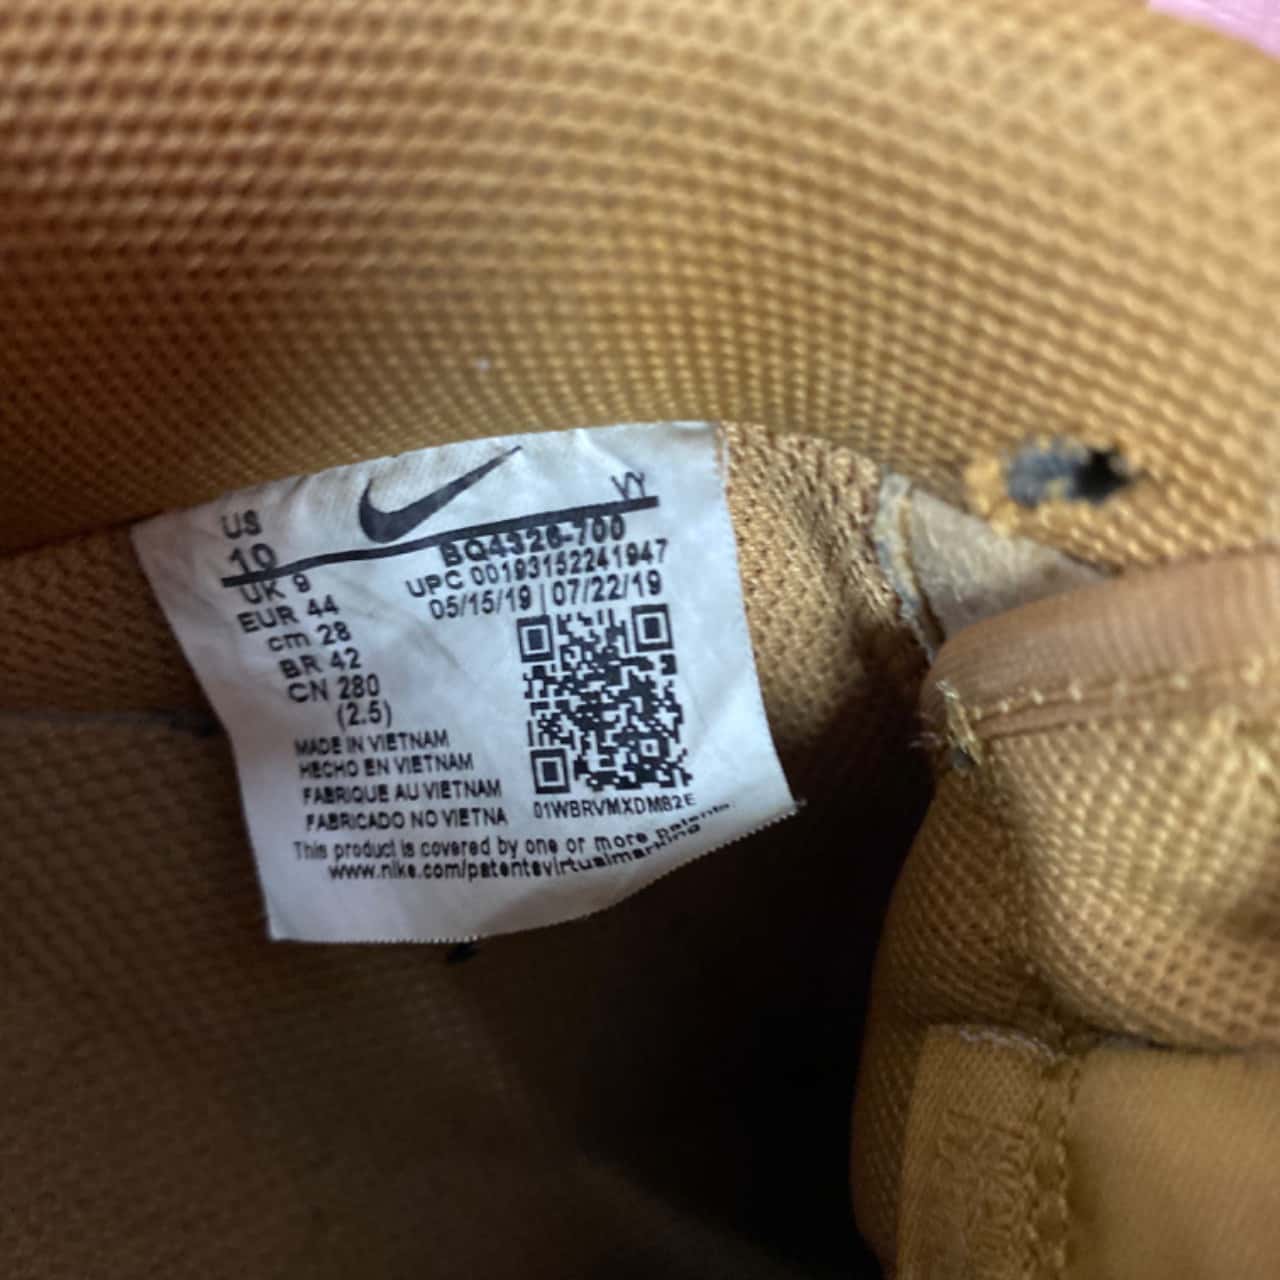 US
10
UK 9
EUR 44
cm 28
BR 42
CN 280
(2.5)
YY
BQ4326-700
UPC 00193152241947
05/15/19 | 07/22/19
MADE IN VIETNAM
HECHO EN VIETNAM
FABRIQUE AU VIETNAM
FABRICADO NO VIETNA
01WBRVMXDM82E
This product is covered by one or more patents.
www.nike.com/patentsvirtualmarking